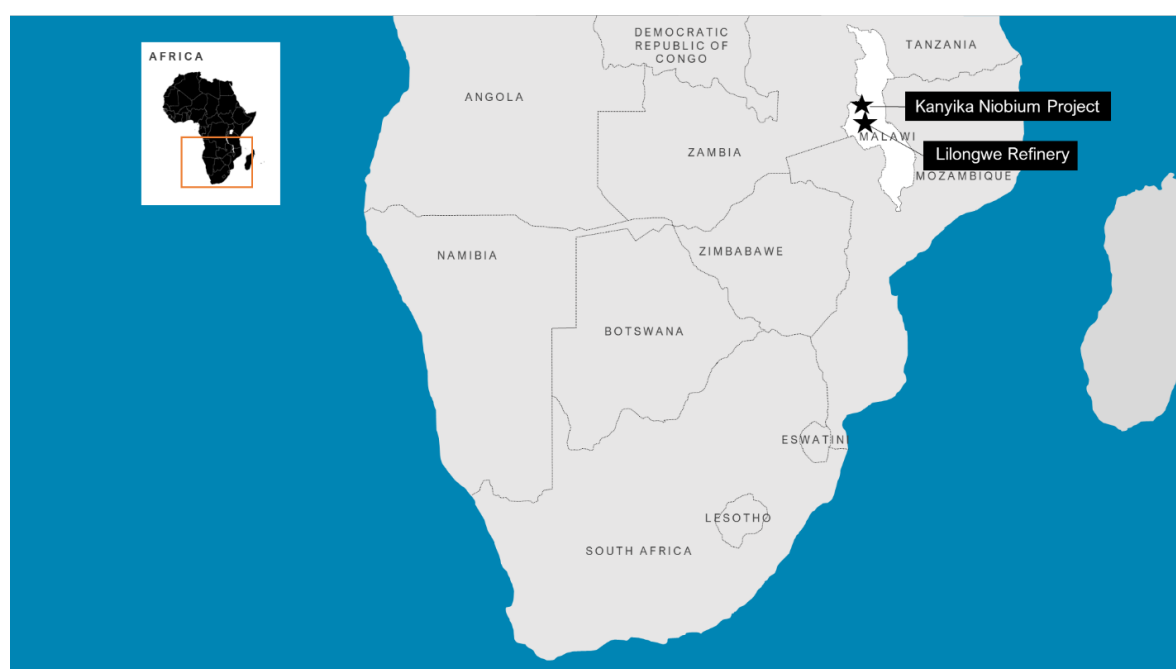 AFRICA
DEMOCRATIC
REPUBLIC OF
CONGO
TANZANIA
ANGOLA
Kanyika Niobium Project
MALAWI
ZAMBIA
Lilongwe Refinery
MOZAMBIQUE
NAMIBIA
ZIMBABAWE
BOTSWANA
ESWATINI
LESOTHO
SOUTH AFRICA